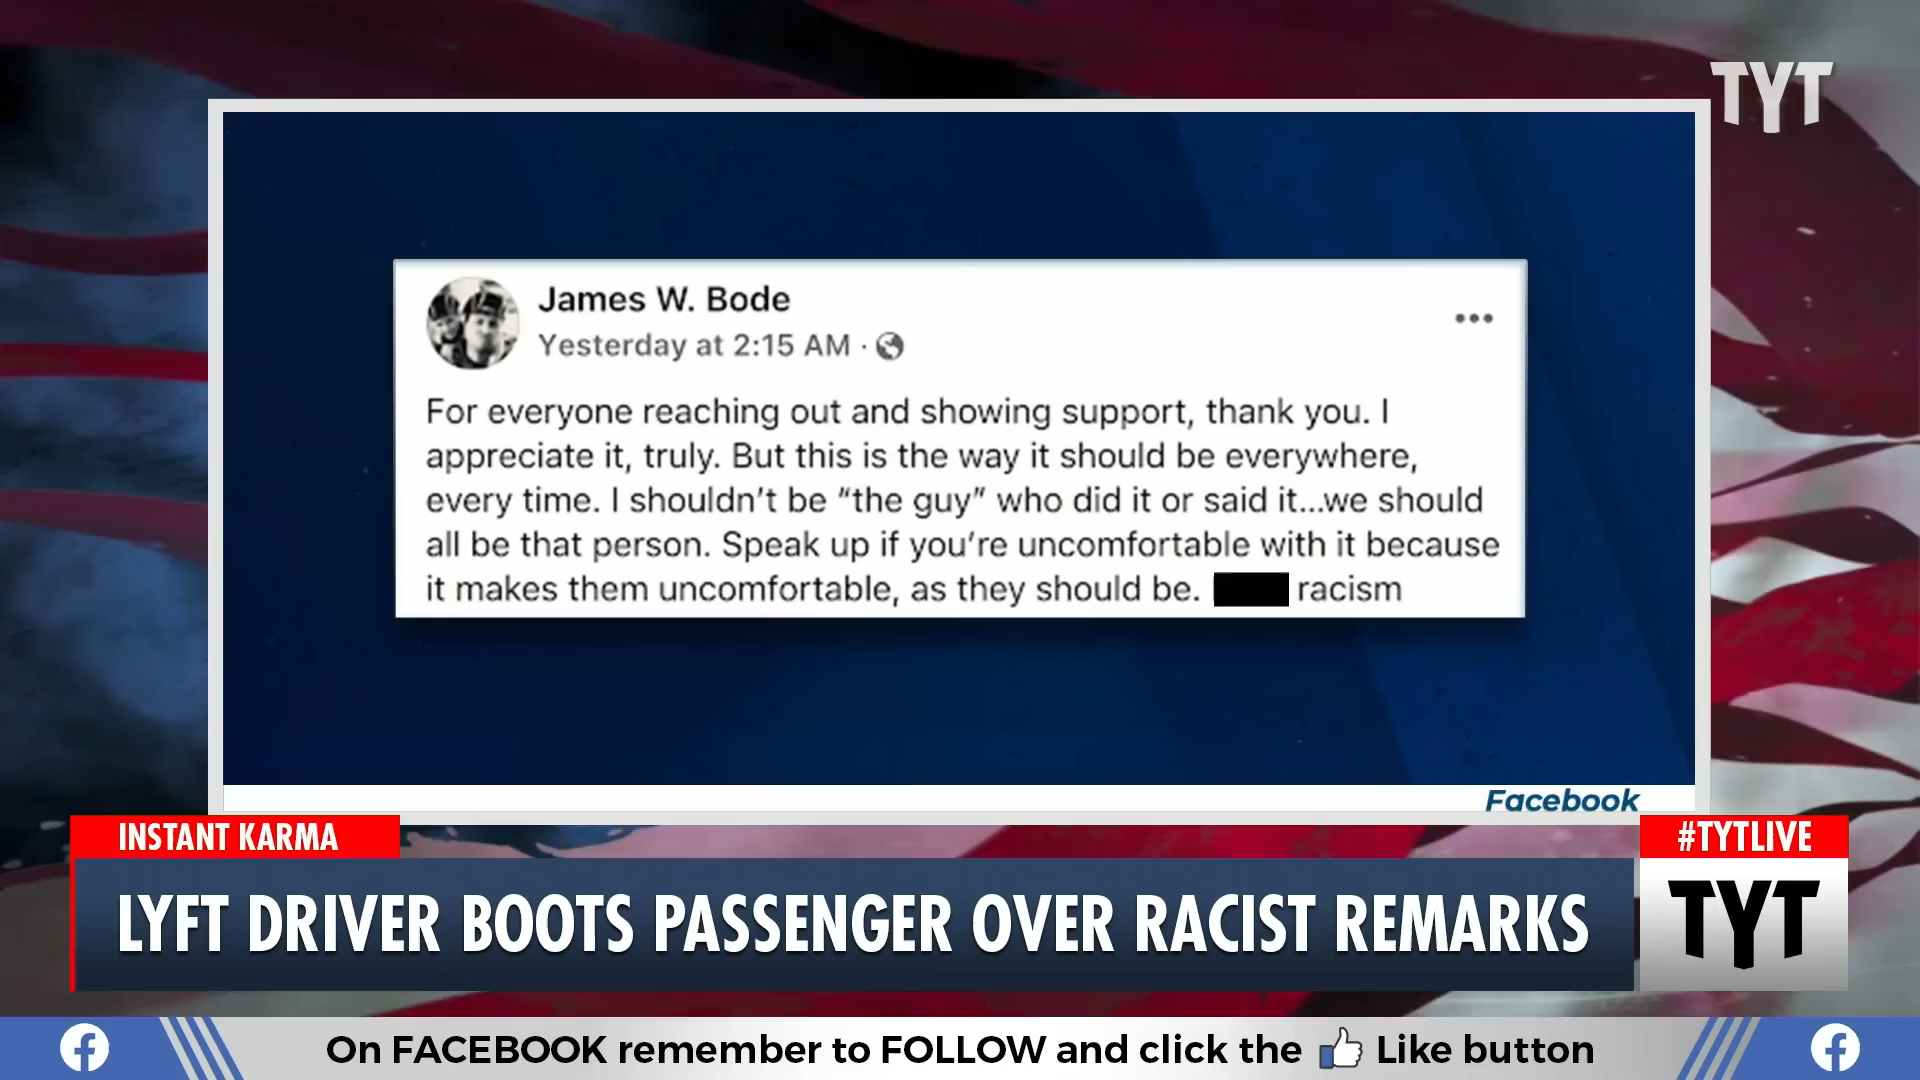 TYT
James W. Bode
Yesterday at 2:15 AM ·
For everyone reaching out and showing support, thank you. I
appreciate it, truly. But this is the way it should be everywhere,
every time. I shouldn't be “the guy” who did it or said it...we should
all be that person. Speak up if you're uncomfortable with it because
it makes them uncomfortable, as they should be. racism
Facebook
INSTANT KARMA
#TYTLIVE
LYFT DRIVER BOOTS PASSENGER OVER RACIST REMARKS
TYT
On FACEBOOK remember to FOLLOW and click the Like button